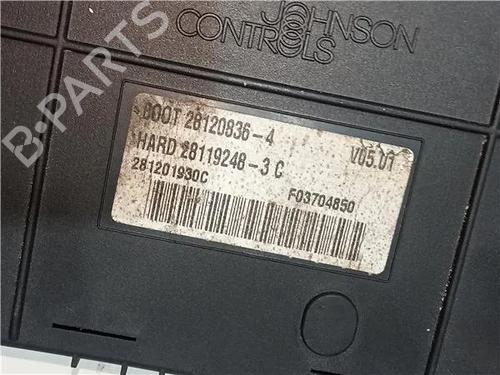 JOHNSON
CONTROLS
B-PARTS
BOOT 28120836-4
V05.01
HARD 28119248-3 C
281201930C
F03704850